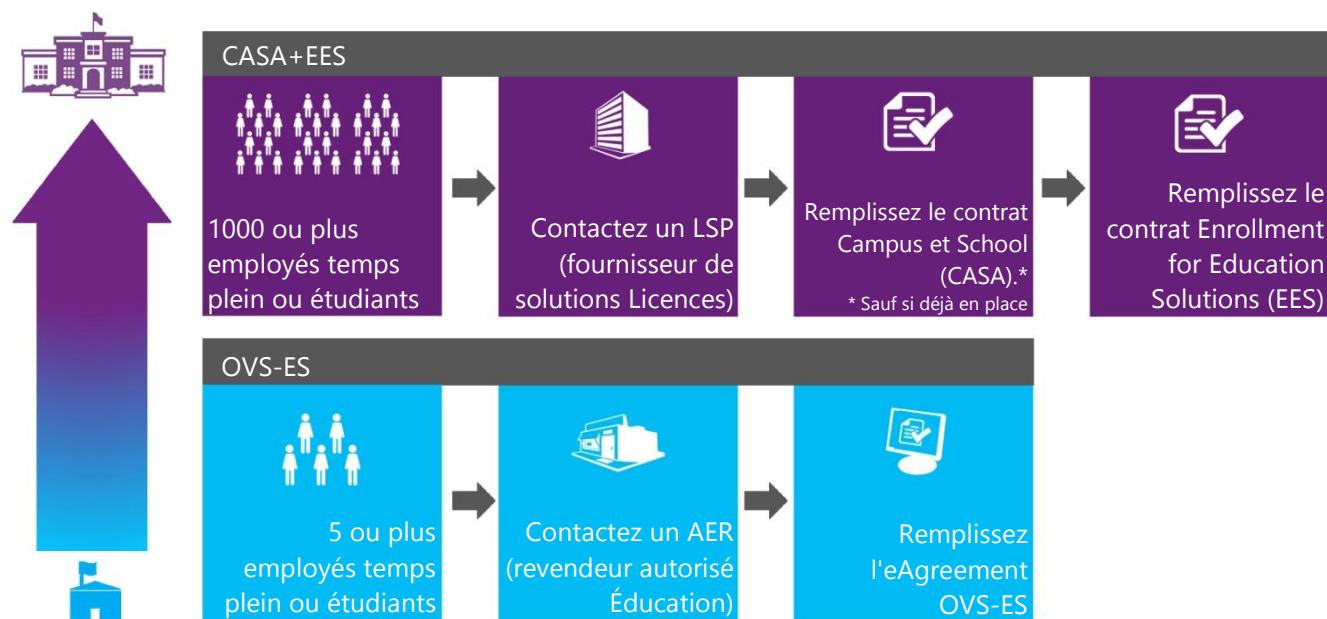 CASA+EES
1000 ou plus
employés temps
plein ou étudiants
Contactez un LSP
(fournisseur de
solutions Licences)
Remplissez le contrat
Campus et School
(CASA).*
* Sauf si déjà en place
Remplissez le
contrat Enrollment
for Education
Solutions (EES)
OVS-ES
5 ou plus
employés temps
plein ou étudiants
Contactez un AER
(revendeur autorisé
Éducation)
Remplissez
l'eAgreement
OVS-ES